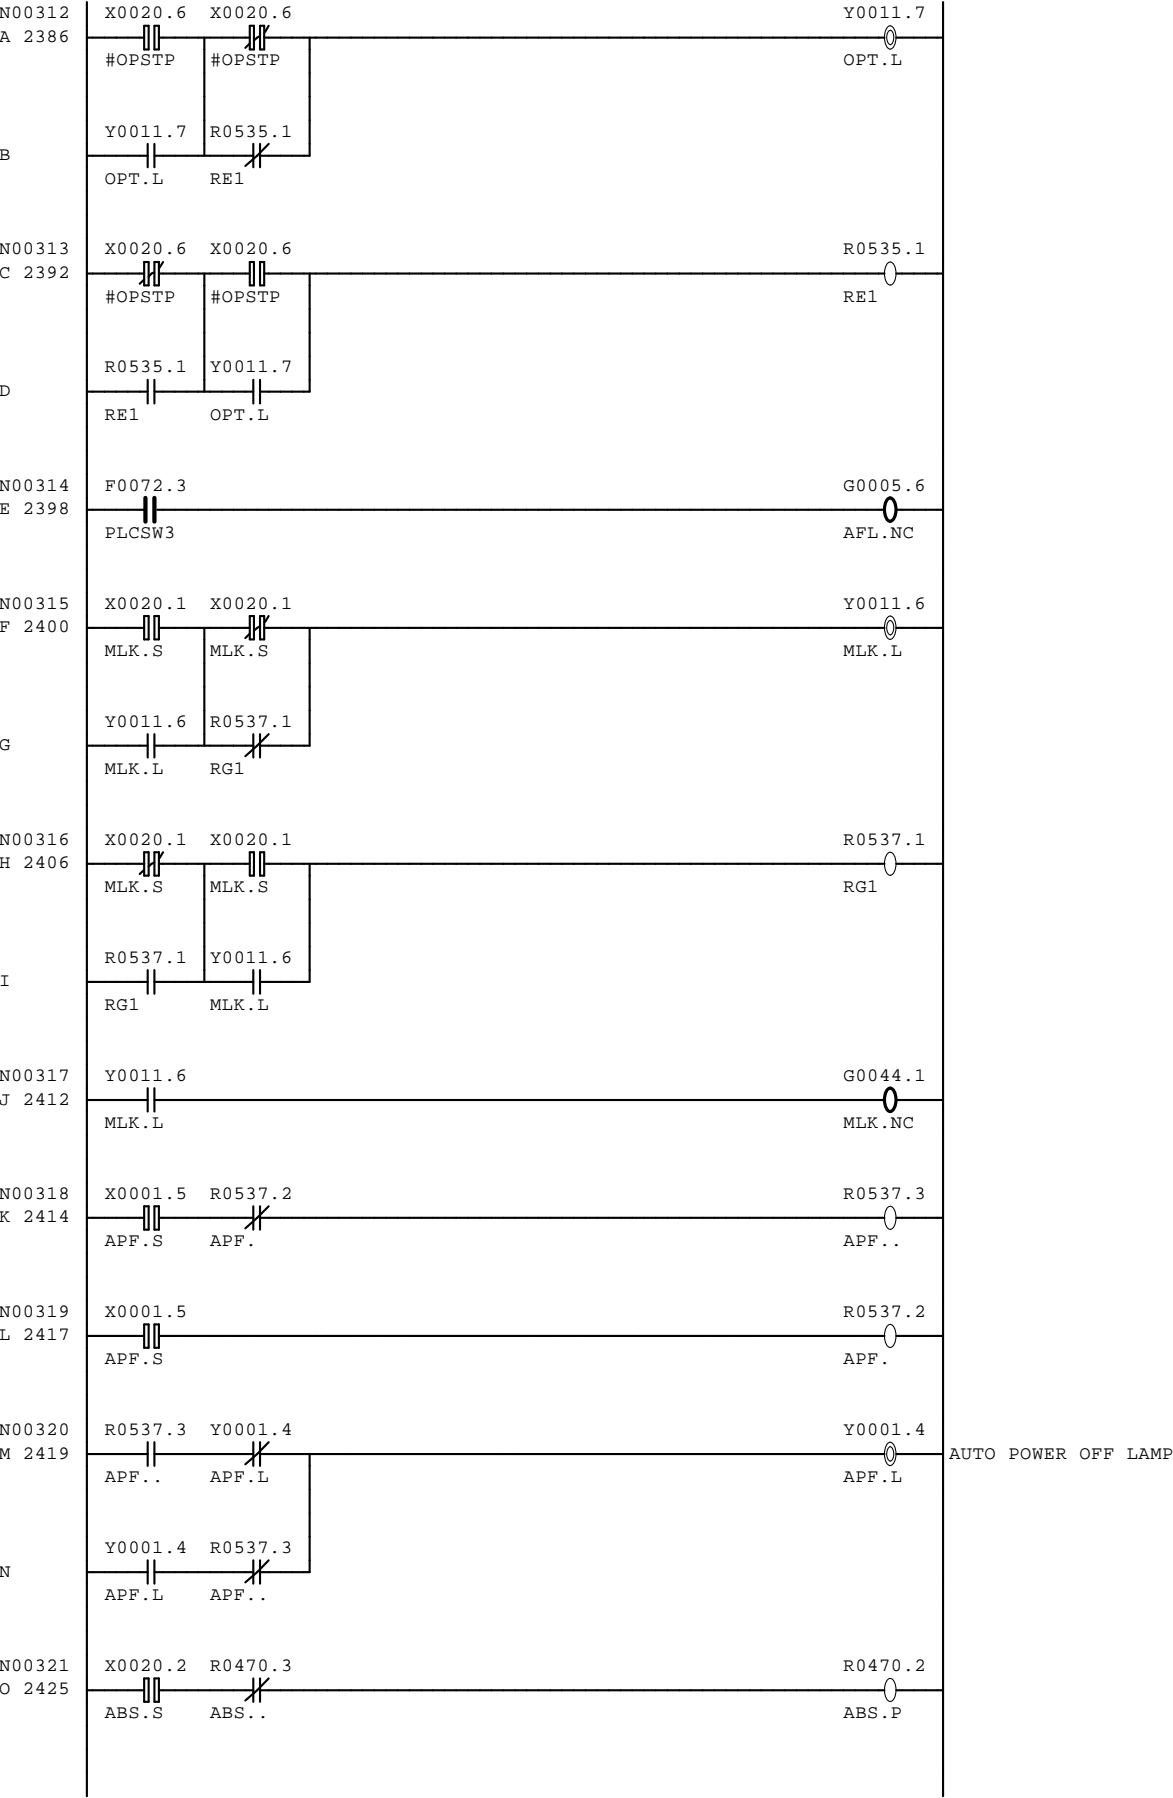 N00312 X0020.6 X0020.6 Y0011.7
A 2386
#OPSTP #OPSTP OPT.L
Y0011.7 R0535.1
B
OPT.L RE1
N00313 X0020.6 X0020.6 R0535.1
C 2392
#OPSTP #OPSTP RE1
R0535.1 Y0011.7
D
RE1 OPT.L
N00314 F0072.3 G0005.6
E 2398
PLCSW3 AFL.NC
N00315 X0020.1 X0020.1 Y0011.6
F 2400
MLK.S MLK.S MLK.L
Y0011.6 R0537.1
G
MLK.L RG1
N00316 X0020.1 X0020.1 R0537.1
H 2406
MLK.S MLK.S RG1
R0537.1 Y0011.6
I
RG1 MLK.L
N00317 Y0011.6 G0044.1
J 2412
MLK.L MLK.NC
N00318 X0001.5 R0537.2 R0537.3
K 2414
APF.S APF. APF..
N00319 X0001.5 R0537.2
L 2417
APF.S APF.
N00320 R0537.3 Y0001.4 Y0001.4
M 2419 AUTO POWER OFF LAMP
APF.. APF.L APF.L
Y0001.4 R0537.3
N
APF.L APF..
N00321 X0020.2 R0470.3 R0470.2
O 2425
ABS.S ABS.. ABS.P